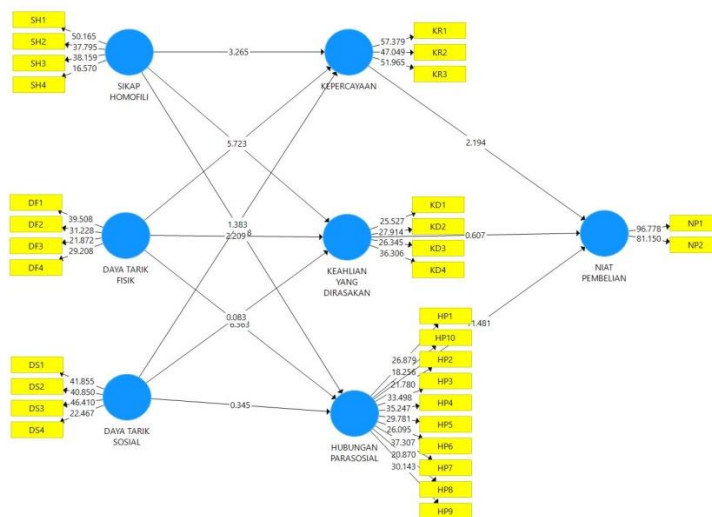 SH1
SH2
SH3
SH4
50.165
37.795
38.159
16.570
SIKAP
HOMOFILI
3.265
KEPERCAYAAN
57.379
47.049
51.965
KR1
KR2
KR3
5.723
2.194
DF1
DF2
DF3
DF4
39.508
31.228
21.872
29.208
DAYA TARIK
FISIK
1.383
2.209
KEAHLIAN
YANG
DIRASAKAN
25.527
27.914
26.345
36.306
KD1
KD2
KD3
KD4
0.607
NIAT
PEMBELIAN
96.778
81.150
NP1
NP2
0.083
DS1
DS2
DS3
DS4
41.855
40.850
46.410
22.467
DAYA TARIK
SOSIAL
0.345
HUBUNGAN
PARASOSIAL
11.481
26.879
18.256
21.780
33.498
35.247
29.781
26.095
37.307
20.870
30.143
HP1
HP10
HP2
HP3
HP4
HP5
HP6
HP7
HP8
HP9